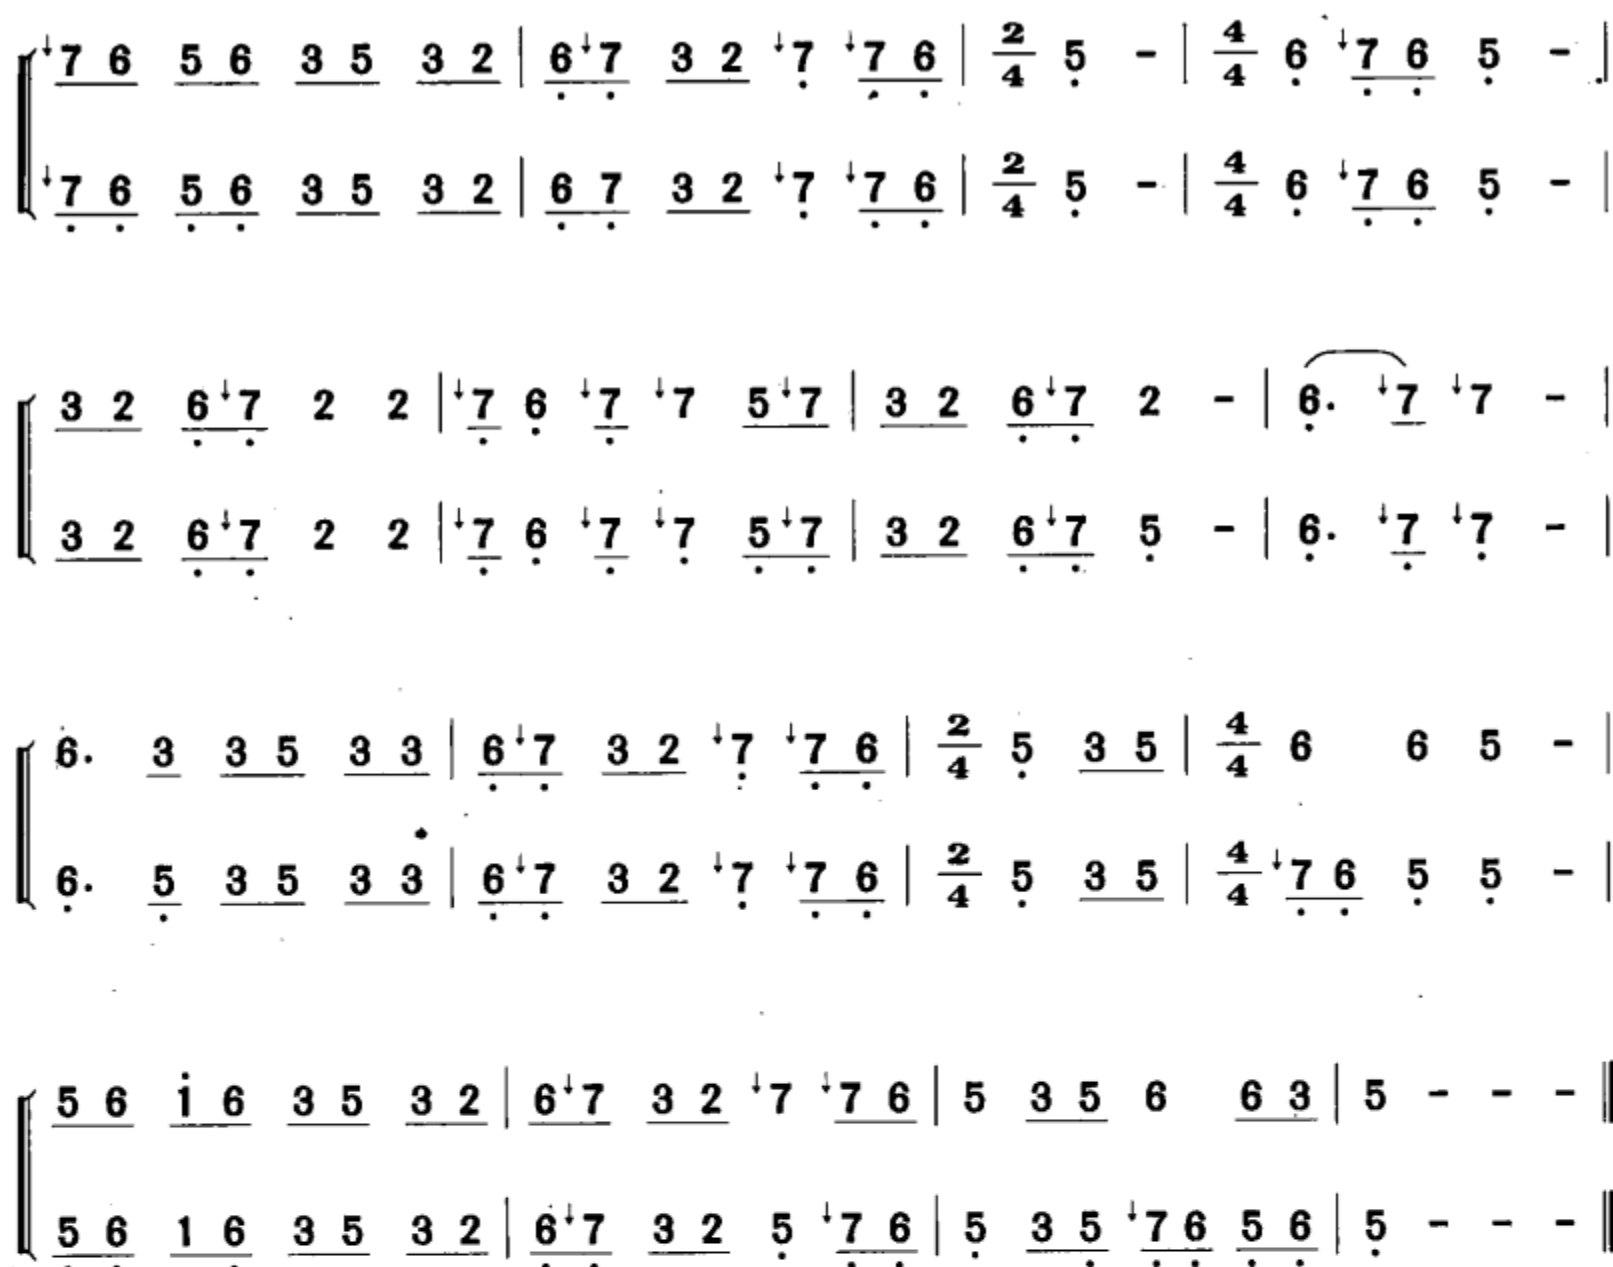 ↓7 6 5 6 3 5 3 2 | 6̣ ↓7̣ 3 2 ↓7̣ ↓7̣ 6̣ | 2/4 5̣ - | 4/4 6̣ ↓7̣ 6̣ 5̣ - |
↓7̣ 6̣ 5̣ 6̣ 3 5 3 2 | 6̣ 7̣ 3 2 ↓7̣ ↓7̣ 6̣ | 2/4 5̣ - | 4/4 6̣ ↓7̣ 6̣ 5̣ - |
3 2 6̣ ↓7̣ 2 2 | ↓7̣ 6̣ ↓7̣ ↓7 5 ↓7 | 3 2 6̣ ↓7̣ 2 - | 6̣. ↓7 ↓7 - |
3 2 6̣ ↓7̣ 2 2 | ↓7̣ 6̣ ↓7̣ ↓7̣ 5̣ ↓7̣ | 3 2 6̣ ↓7̣ 5̣ - | 6̣. ↓7̣ ↓7̣ - |
6. 3 3 5 3 3 | 6̣ ↓7̣ 3 2 ↓7̣ ↓7̣ 6̣ | 2/4 5̣ 3 5 | 4/4 6 6 5 - |
6̣. 5̣ 3 5 3 3 | 6̣ ↓7̣ 3 2 ↓7̣ ↓7̣ 6̣ | 2/4 5̣ 3 5 | 4/4 ↓7̣ 6̣ 5̣ 5̣ - |
5 6 1̇ 6 3 5 3 2 | 6 ↓7 3 2 ↓7 ↓7 6 | 5 3 5 6 6 3 | 5 - - - ‖
5̣ 6̣ 1 6̣ 3 5 3 2 | 6̣ ↓7̣ 3 2 5̣ ↓7̣ 6̣ | 5̣ 3 5̣ ↓7̣ 6̣ 5̣ 6̣ | 5̣ - - - ‖